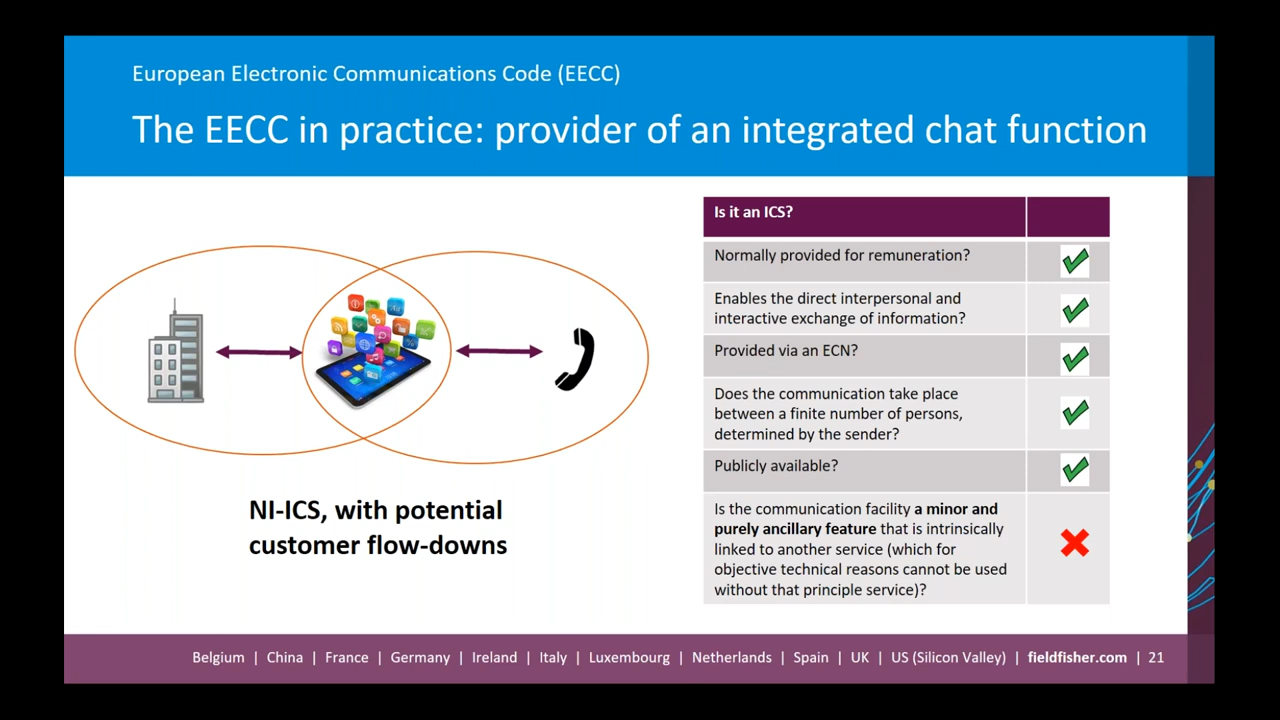 European Electronic Communications Code (EECC)
The EECC in practice: provider of an integrated chat function
NI-ICS, with potential
customer flow-downs
Is it an ICS?
Normally provided for remuneration?
Enables the direct interpersonal and
interactive exchange of information?
Provided via an ECN?
Does the communication take place
between a finite number of persons,
determined by the sender?
Publicly available?
Is the communication facility a minor and
purely ancillary feature that is intrinsically
linked to another service (which for
objective technical reasons cannot be used
without that principle service)?
Belgium | China | France | Germany | Ireland | Italy | Luxembourg | Netherlands | Spain | UK | US (Silicon Valley) | fieldfisher.com | 21